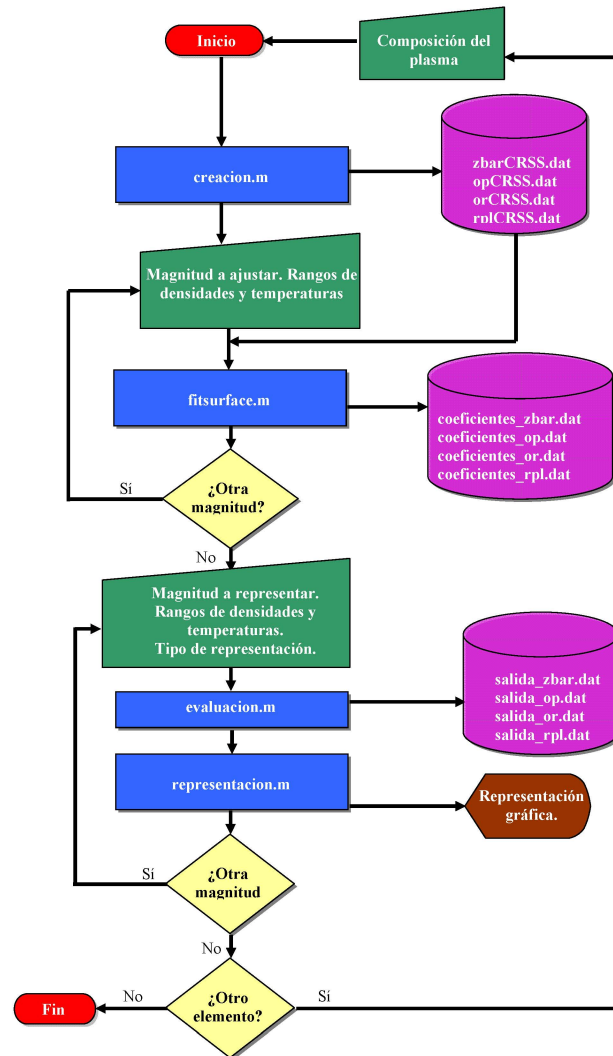 Inicio
Composición del
plasma
creacion.m
zbarCRSS.dat
opCRSS.dat
orCRSS.dat
rplCRSS.dat
Magnitud a ajustar. Rangos de
densidades y temperaturas
fitsurface.m
coeficientes_zbar.dat
coeficientes_op.dat
coeficientes_or.dat
coeficientes_rpl.dat
Sí
¿Otra
magnitud?
No
Magnitud a representar.
Rangos de densidades y
temperaturas.
Tipo de representación.
evaluacion.m
salida_zbar.dat
salida_op.dat
salida_or.dat
salida_rpl.dat
representacion.m
Representación
gráfica.
Sí
¿Otra
magnitud
No
¿Otro
elemento?
No
Sí
Fin